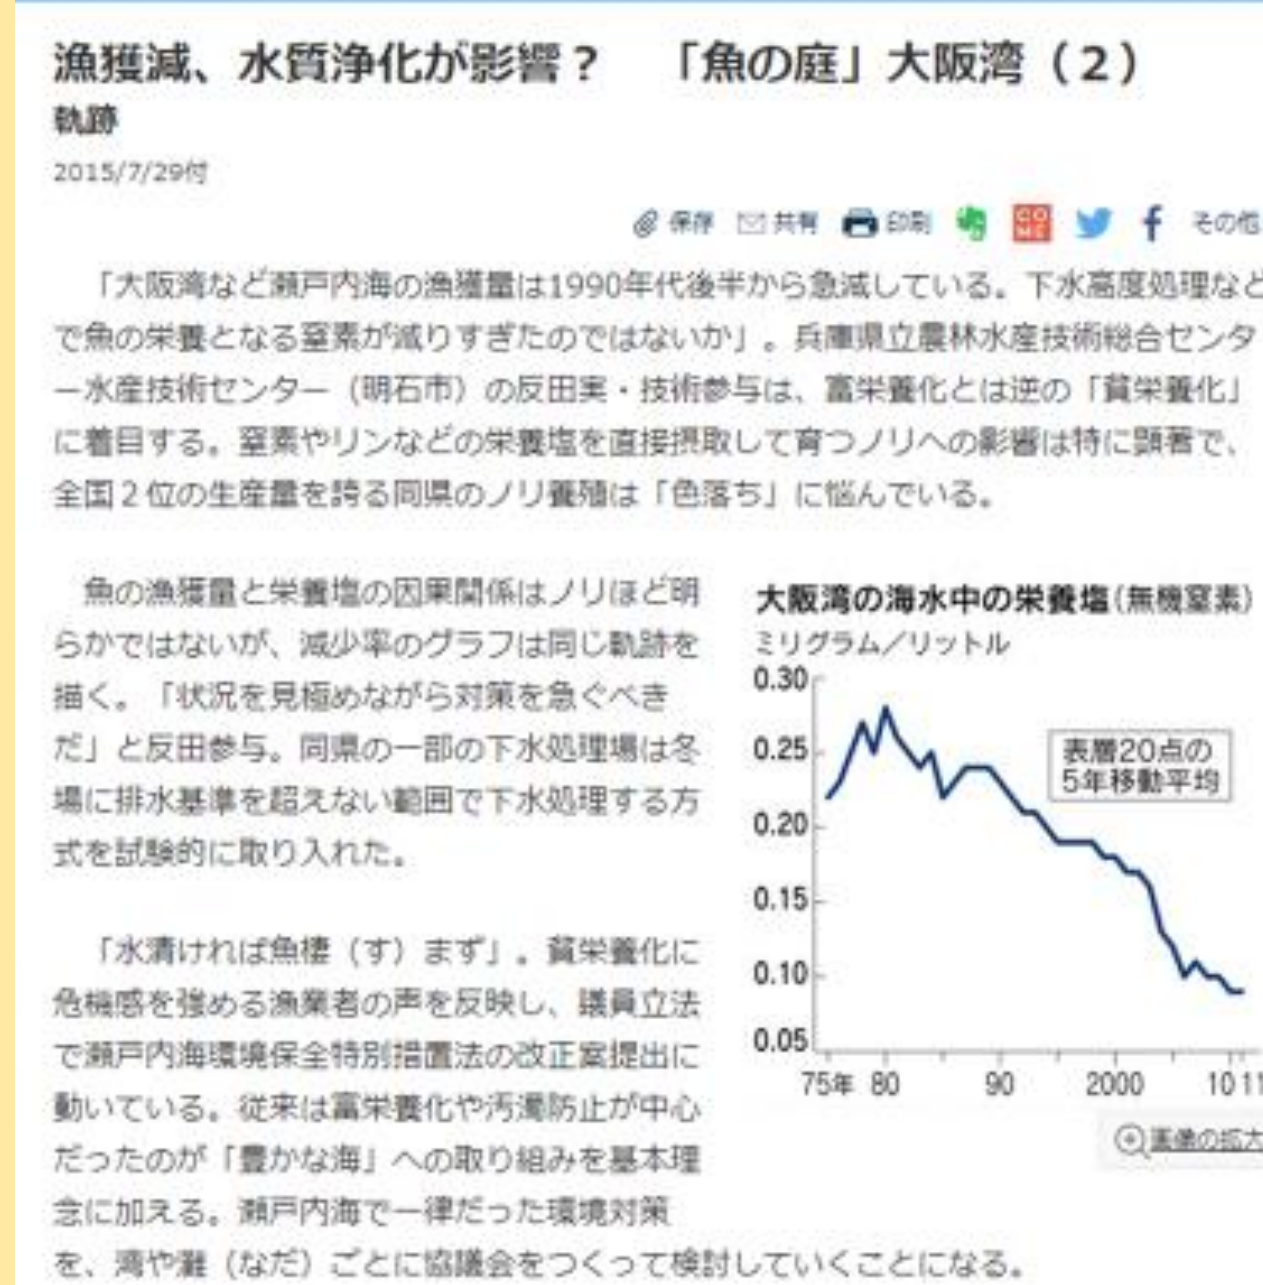 漁獲減、水質浄化が影響？　「魚の庭」大阪湾（２）
軌跡
2015/7/29付
保存 共有 印刷 COME その他
「大阪湾など瀬戸内海の漁獲量は1990年代後半から急減している。下水高度処理など
で魚の栄養となる窒素が減りすぎたのではないか」。兵庫県立農林水産技術総合センタ
ー水産技術センター（明石市）の反田実・技術参与は、富栄養化とは逆の「貧栄養化」
に着目する。窒素やリンなどの栄養塩を直接摂取して育つノリへの影響は特に顕著で、
全国２位の生産量を誇る同県のノリ養殖は「色落ち」に悩んでいる。
魚の漁獲量と栄養塩の因果関係はノリほど明
らかではないが、減少率のグラフは同じ軌跡を
描く。「状況を見極めながら対策を急ぐべき
だ」と反田参与。同県の一部の下水処理場は冬
場に排水基準を超えない範囲で下水処理する方
式を試験的に取り入れた。
「水清ければ魚棲（す）まず」。貧栄養化に
危機感を強める漁業者の声を反映し、議員立法
で瀬戸内海環境保全特別措置法の改正案提出に
動いている。従来は富栄養化や汚濁防止が中心
だったのが「豊かな海」への取り組みを基本理
念に加える。瀬戸内海で一律だった環境対策
を、湾や灘（なだ）ごとに協議会をつくって検討していくことになる。
大阪湾の海水中の栄養塩(無機窒素)
ミリグラム／リットル
0.30
0.25
0.20
0.15
0.10
0.05
表層20点の
5年移動平均
75年 80 90 2000 10 11
画像の拡大